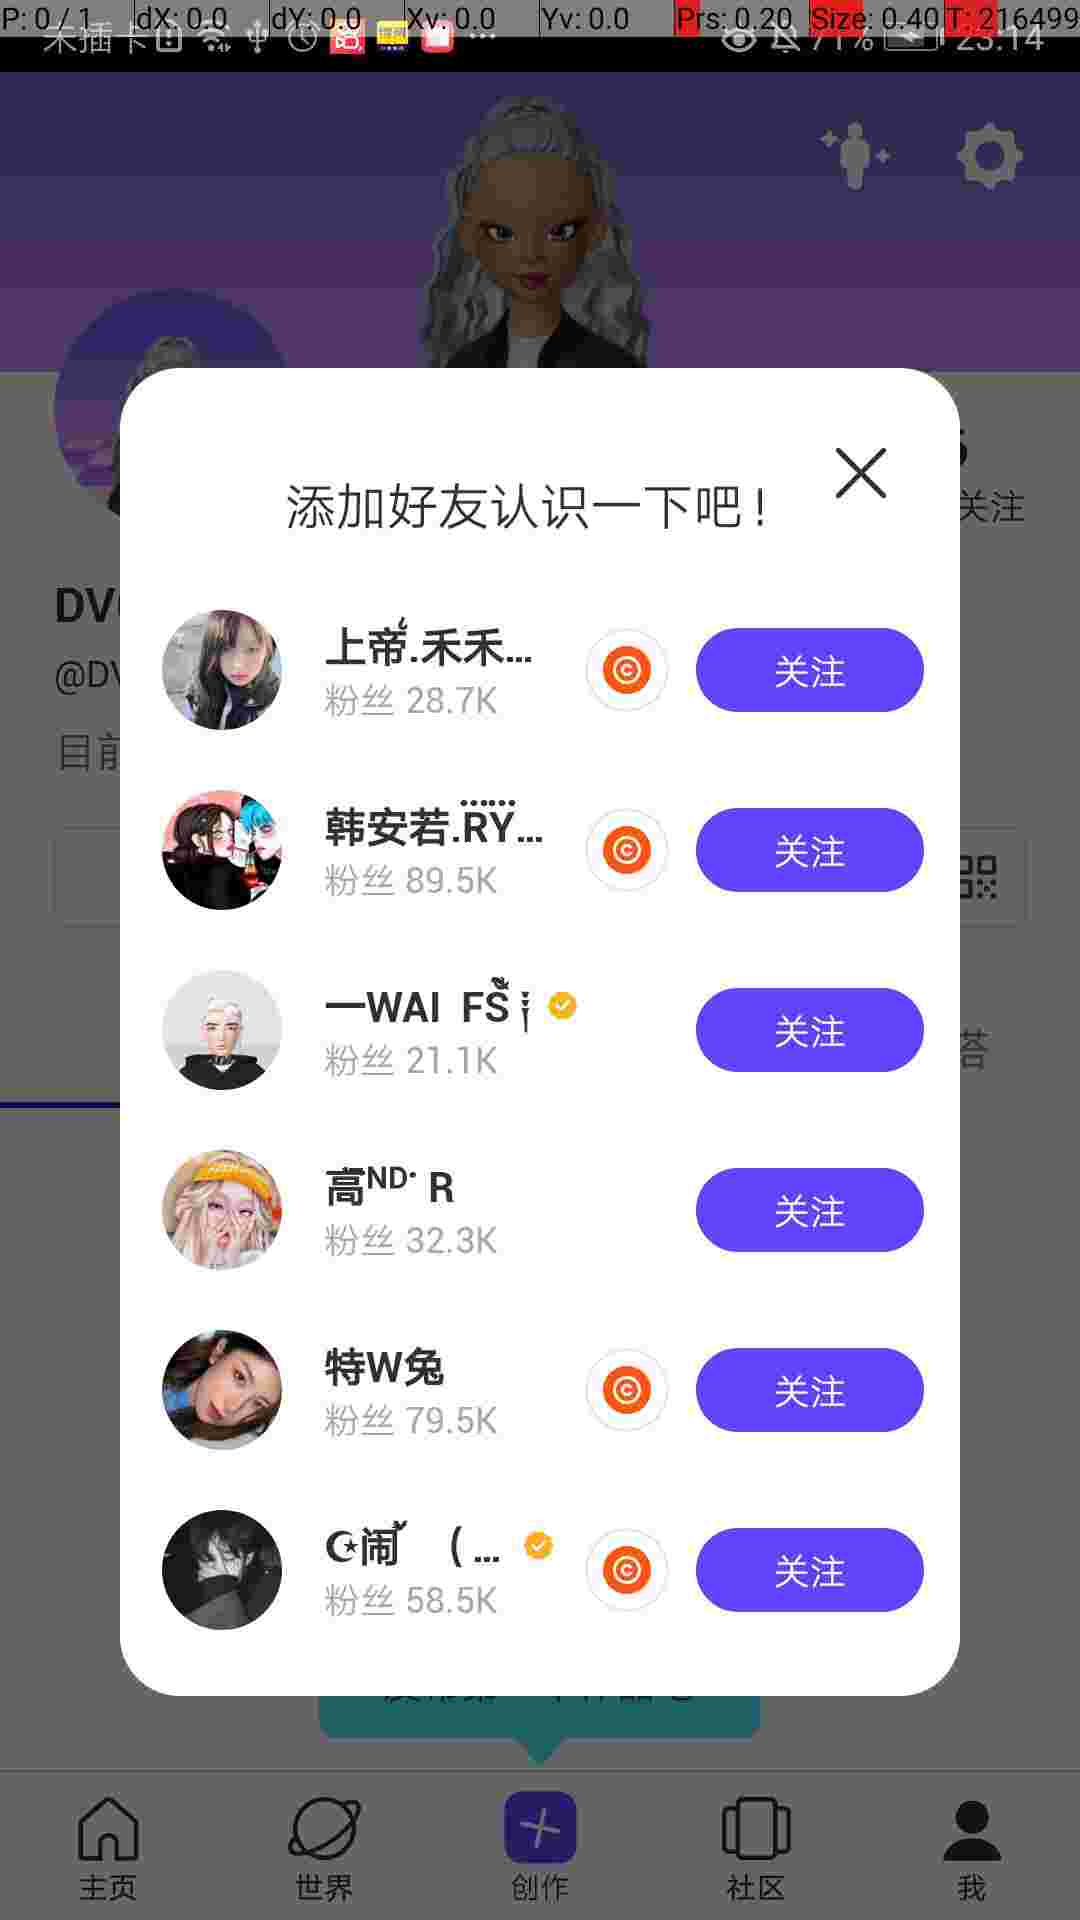 P: 0 / 1 dX: 0.0 dY: 0.0 Xv: 0.0 Yv: 0.0 Prs: 0.20 Size: 0.40 T: 216499
未插卡 71% 23:14
关注
添加好友认识一下吧!
上帝.禾禾...
粉丝 28.7K
关注
韩安若.RY...
粉丝 89.5K
关注
一WAI FS
粉丝 21.1K
关注
高ᴺᴰ· R
粉丝 32.3K
关注
特W兔
粉丝 79.5K
关注
☪闹 ( ...
粉丝 58.5K
关注
DV
@DV
目前
搭
主页
世界
创作
社区
我